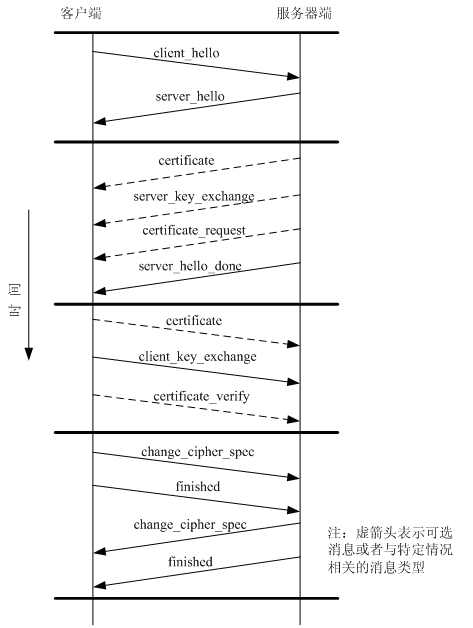 客户端
服务器端
client_hello
server_hello
certificate
server_key_exchange
certificate_request
server_hello_done
时间
certificate
client_key_exchange
certificate_verify
change_cipher_spec
finished
change_cipher_spec
finished
注：虚箭头表示可选
消息或者与特定情况
相关的消息类型